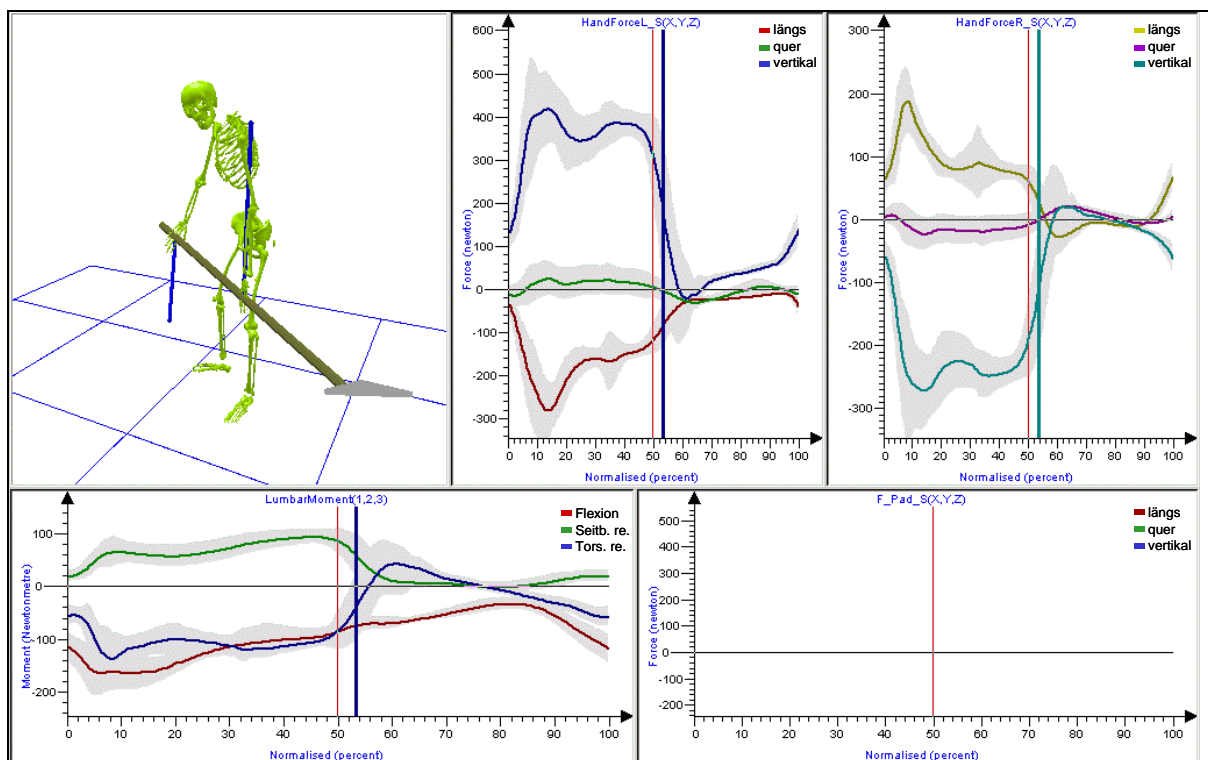 HandForceL_S(X,Y,Z)
längs
quer
vertikal
600
500
400
300
200
100
0
-100
-200
-300
Force (newton)
0 10 20 30 40 50 60 70 80 90 100
Normalised (percent)
HandForceR_S(X,Y,Z)
längs
quer
vertikal
300
200
100
0
-100
-200
-300
Force (newton)
0 10 20 30 40 50 60 70 80 90 100
Normalised (percent)
LumbarMoment(1,2,3)
Flexion
Seitb. re.
Tors. re.
100
0
-100
-200
Moment (Newtonmetre)
0 10 20 30 40 50 60 70 80 90 100
Normalised (percent)
F_Pad_S(X,Y,Z)
längs
quer
vertikal
500
400
300
200
100
0
-100
-200
Force (newton)
0 10 20 30 40 50 60 70 80 90 100
Normalised (percent)